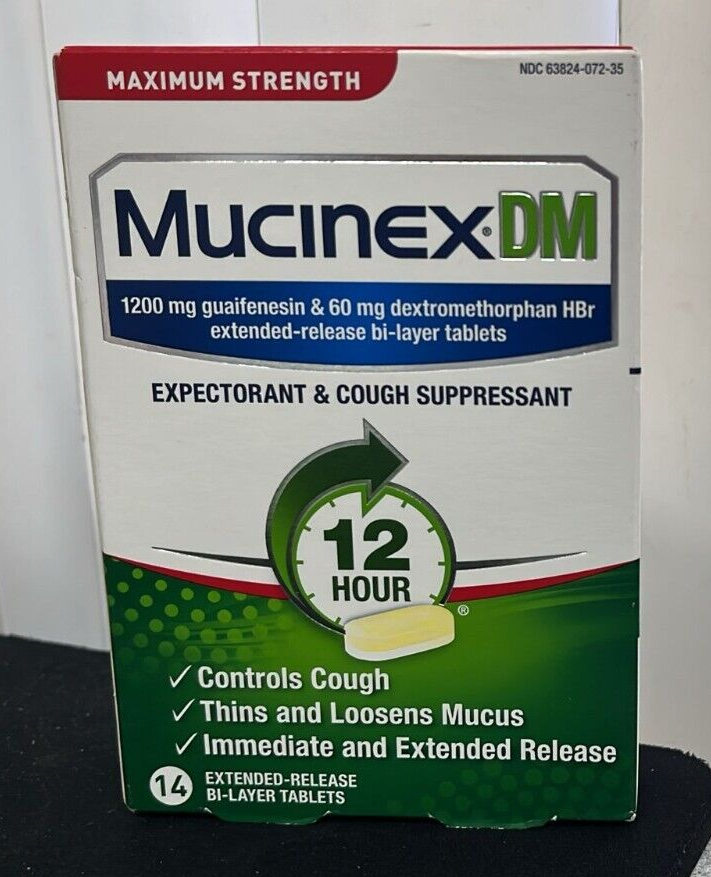 MAXIMUM STRENGTH
NDC 63824-072-35
MUCINEX® DM
1200 mg guaifenesin & 60 mg dextromethorphan HBr
extended-release bi-layer tablets
EXPECTORANT & COUGH SUPPRESSANT
12
HOUR
®
✓ Controls Cough
✓ Thins and Loosens Mucus
✓ Immediate and Extended Release
14 EXTENDED-RELEASE
BI-LAYER TABLETS